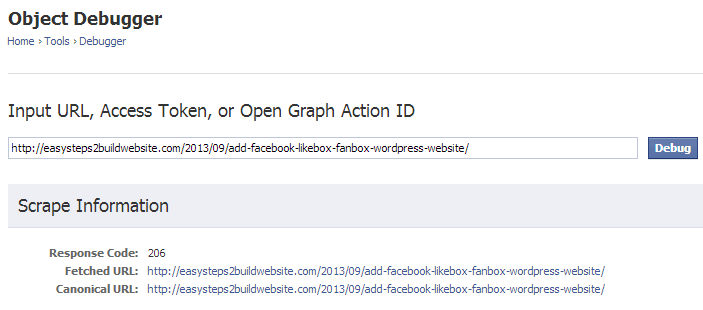 Object Debugger
Home › Tools › Debugger
Input URL, Access Token, or Open Graph Action ID
http://easysteps2buildwebsite.com/2013/09/add-facebook-likebox-fanbox-wordpress-website/ Debug
Scrape Information
Response Code: 206
Fetched URL: http://easysteps2buildwebsite.com/2013/09/add-facebook-likebox-fanbox-wordpress-website/
Canonical URL: http://easysteps2buildwebsite.com/2013/09/add-facebook-likebox-fanbox-wordpress-website/